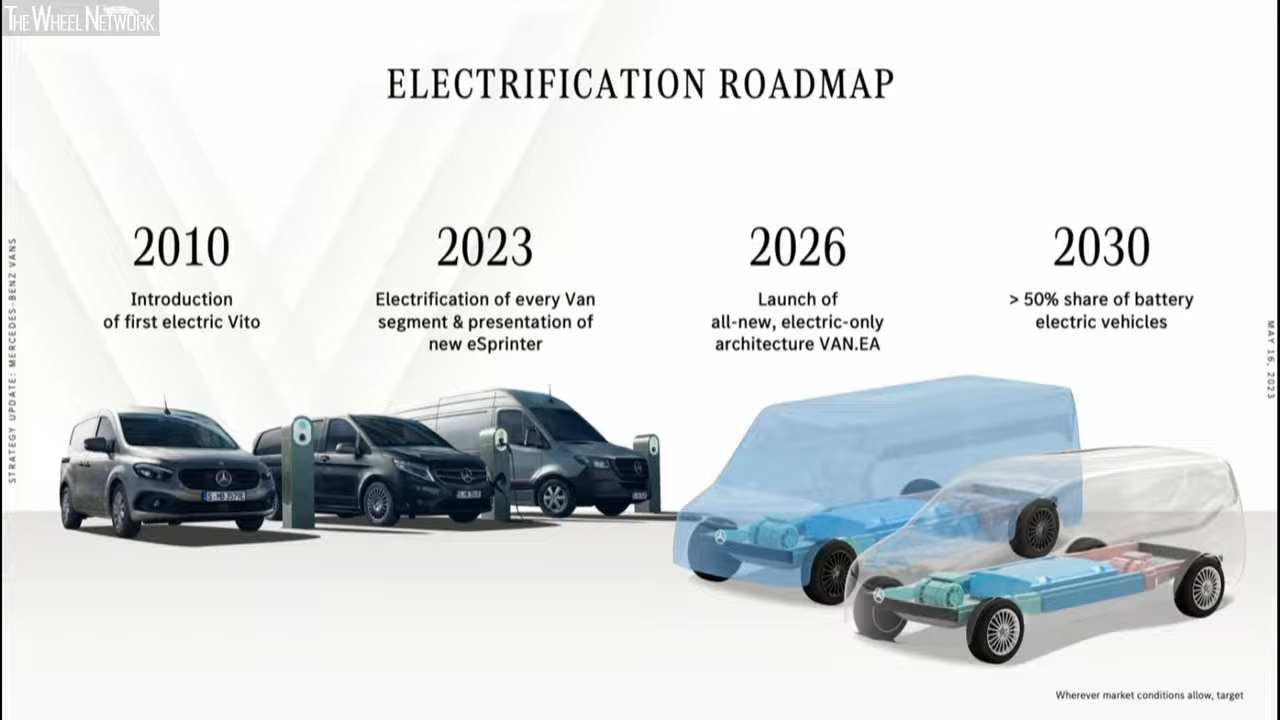 THE WHEEL NETWORK
ELECTRIFICATION ROADMAP
2010
Introduction
of first electric Vito
2023
Electrification of every Van
segment & presentation of
new eSprinter
2026
Launch of
all-new, electric-only
architecture VAN.EA
2030
> 50% share of battery
electric vehicles
STRATEGY UPDATE: MERCEDES-BENZ VANS
MAY 16, 2023
Wherever market conditions allow, target